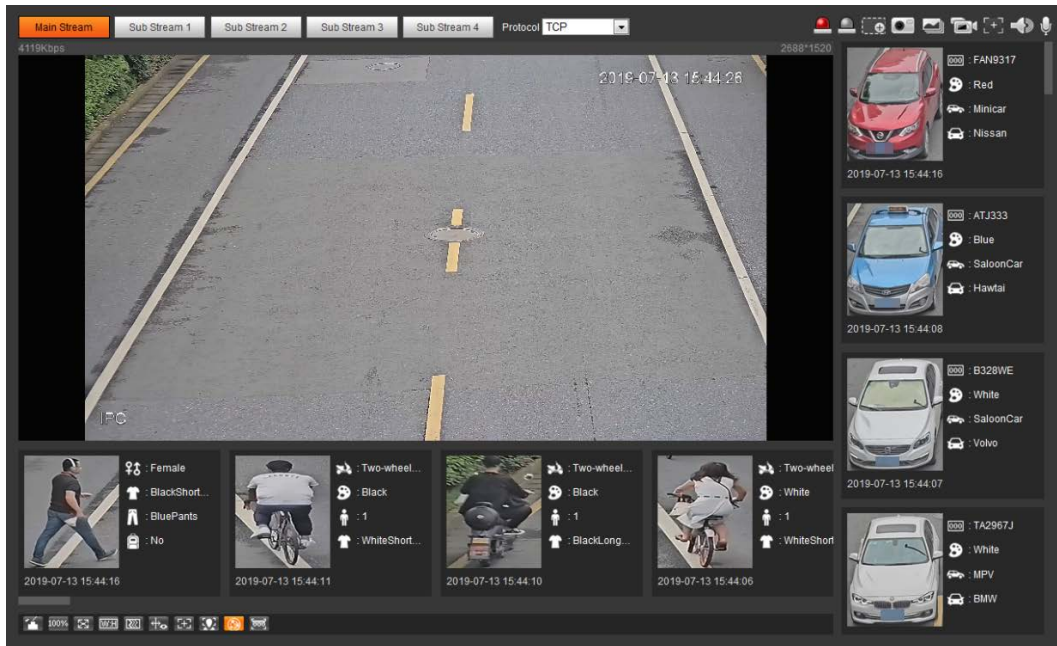 Main Stream
Sub Stream 1
Sub Stream 2
Sub Stream 3
Sub Stream 4
Protocol TCP
4119Kbps
2688*1520
2019-07-13 15:44:26
IPC
: FAN9317
: Red
: Minicar
: Nissan
2019-07-13 15:44:16
: ATJ333
: Blue
: SaloonCar
: Hawtai
2019-07-13 15:44:08
: B328WE
: White
: SaloonCar
: Volvo
2019-07-13 15:44:07
: TA2967J
: White
: MPV
: BMW
: Female
: BlackShort...
: BluePants
: No
2019-07-13 15:44:16
: Two-wheel...
: Black
: 1
: WhiteShort...
2019-07-13 15:44:11
: Two-wheel...
: Black
: 1
: BlackLong...
2019-07-13 15:44:10
: Two-wheel
: White
: 1
: WhiteShort
2019-07-13 15:44:06
100%
W:H